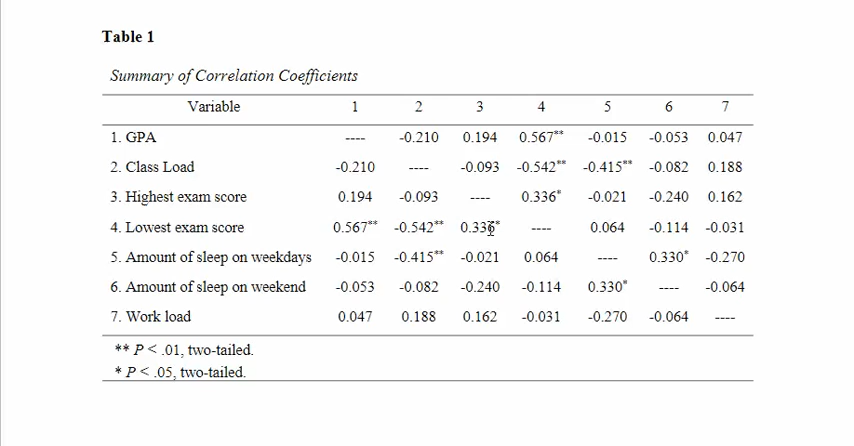 Table 1
Summary of Correlation Coefficients
Variable 1 2 3 4 5 6 7
1. GPA ---- -0.210 0.194 0.567** -0.015 -0.053 0.047
2. Class Load -0.210 ---- -0.093 -0.542** -0.415** -0.082 0.188
3. Highest exam score 0.194 -0.093 ---- 0.336* -0.021 -0.240 0.162
4. Lowest exam score 0.567** -0.542** 0.336* ---- 0.064 -0.114 -0.031
5. Amount of sleep on weekdays -0.015 -0.415** -0.021 0.064 ---- 0.330* -0.270
6. Amount of sleep on weekend -0.053 -0.082 -0.240 -0.114 0.330* ---- -0.064
7. Work load 0.047 0.188 0.162 -0.031 -0.270 -0.064 ----
** P < .01, two-tailed.
* P < .05, two-tailed.